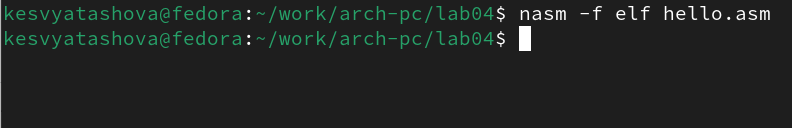 kesvyatashova@fedora:~/work/arch-pc/lab04$ nasm -f elf hello.asm
kesvyatashova@fedora:~/work/arch-pc/lab04$